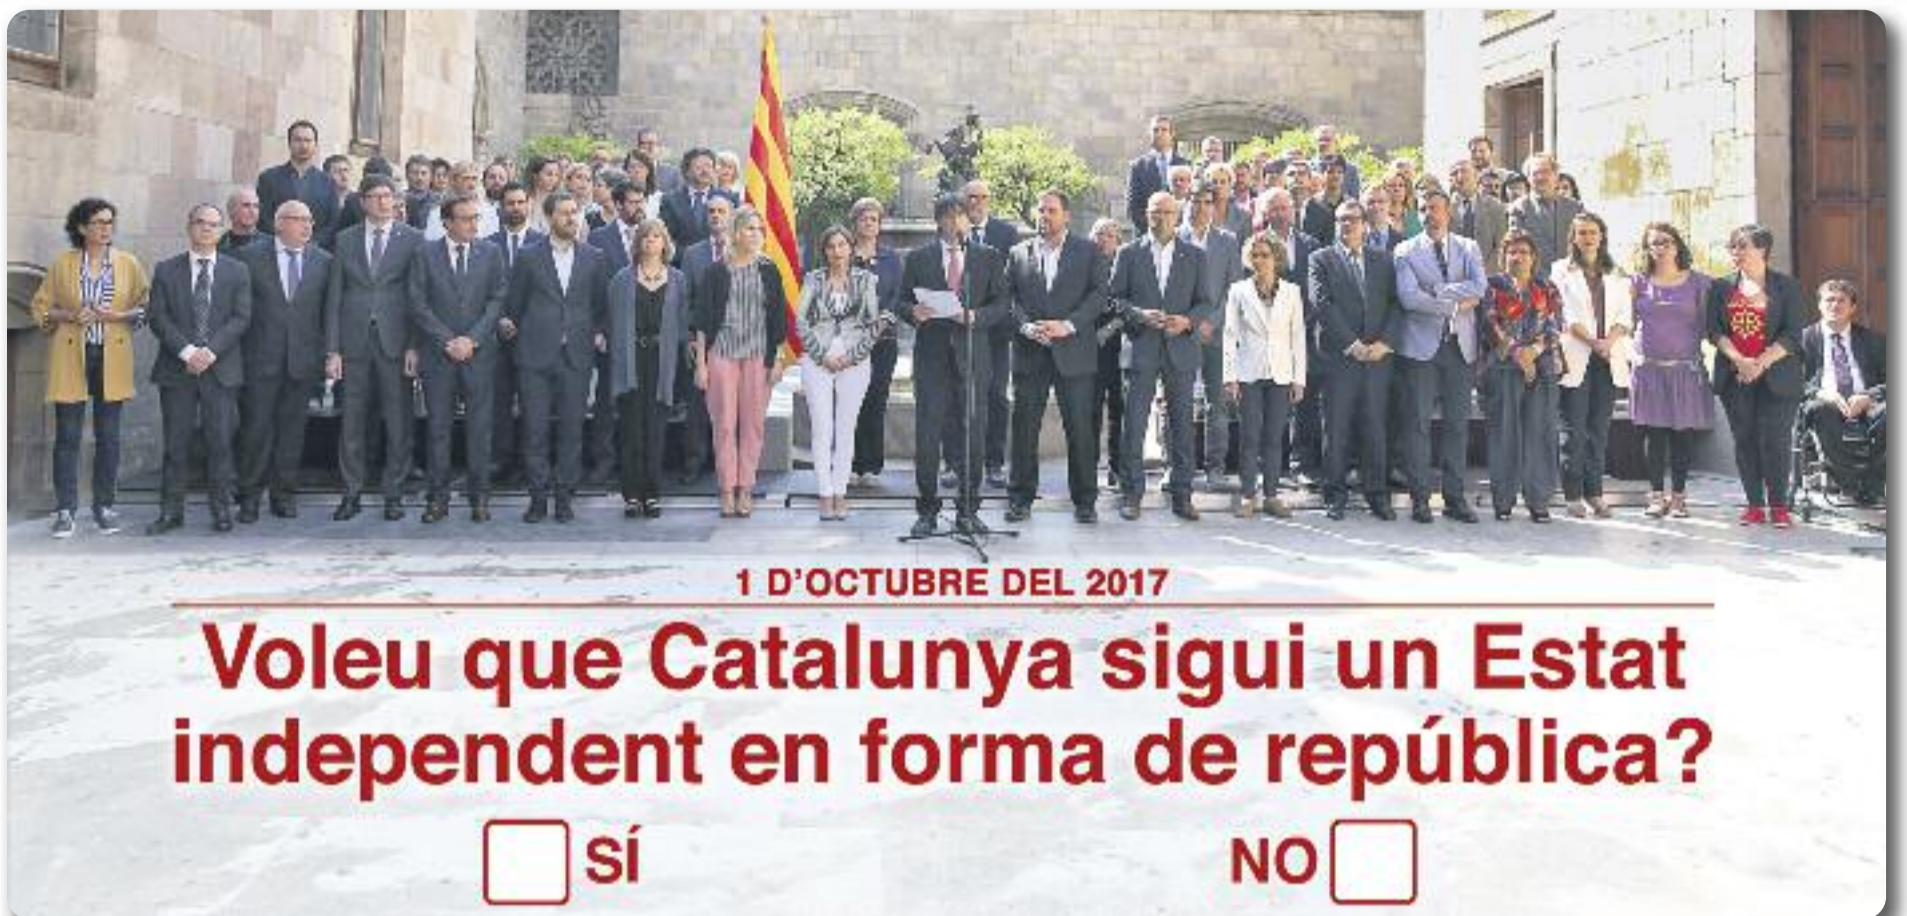 1 D'OCTUBRE DEL 2017
Voleu que Catalunya sigui un Estat
independent en forma de república?
SÍ NO